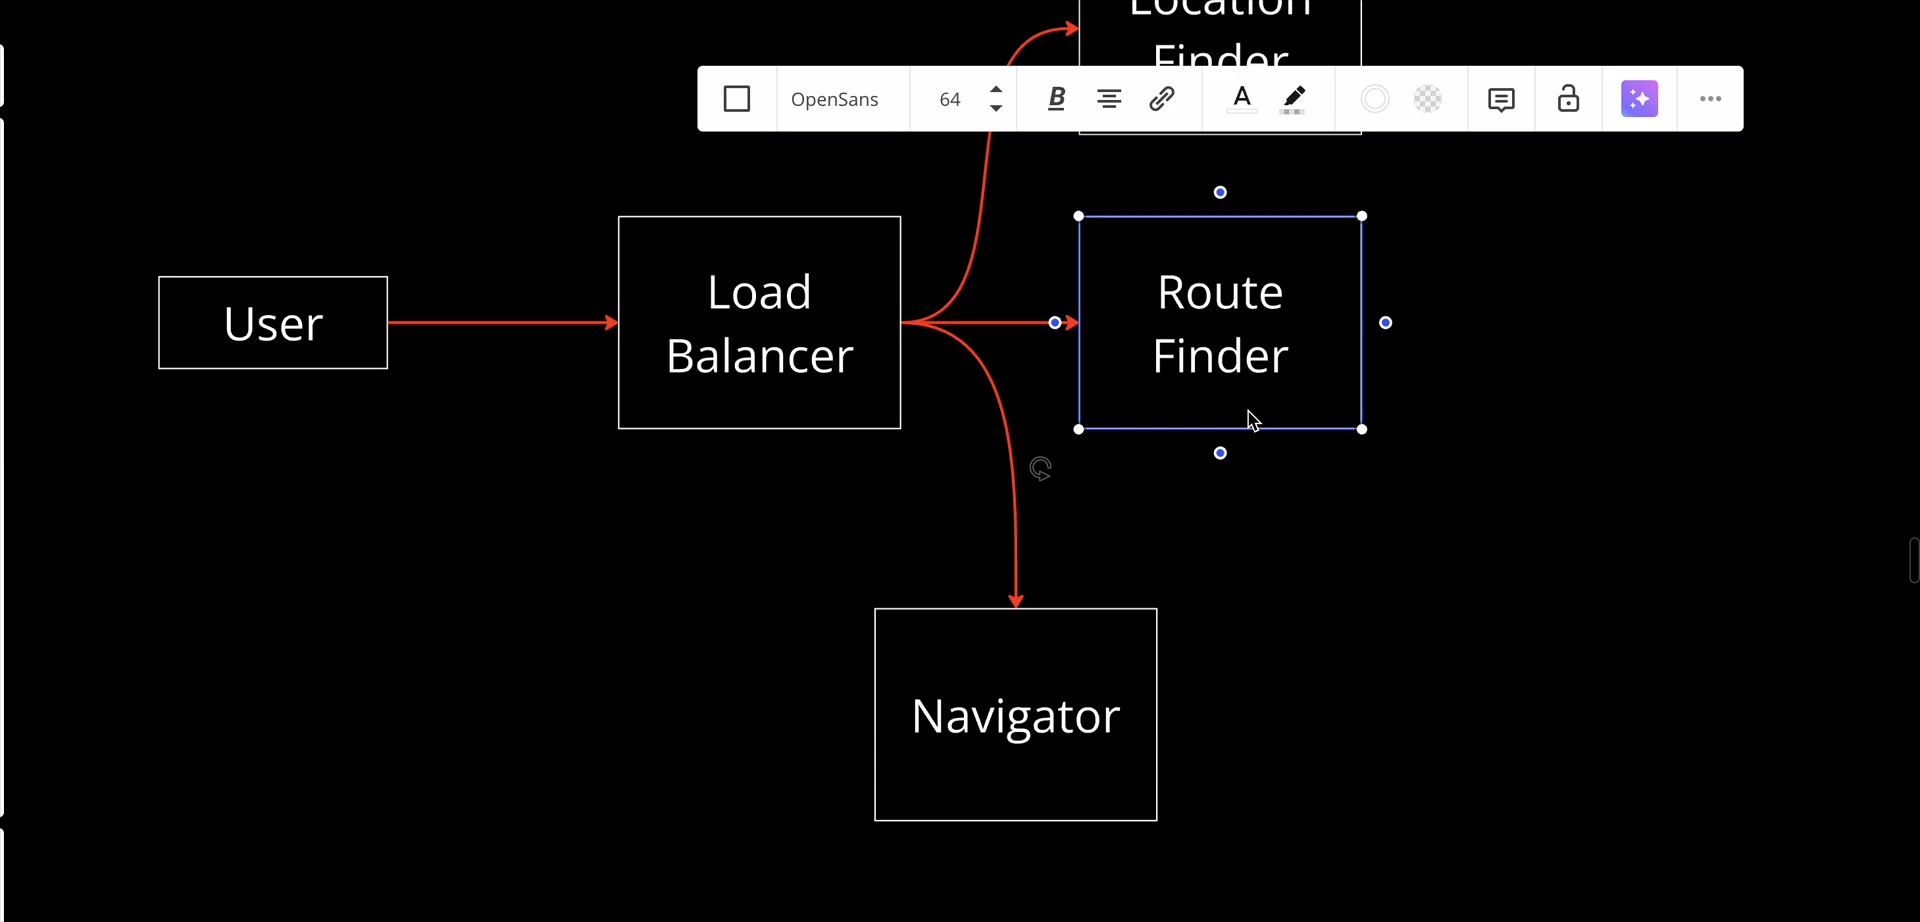 Location
Finder
OpenSans
64
B
A
User
Load
Balancer
Route
Finder
Navigator